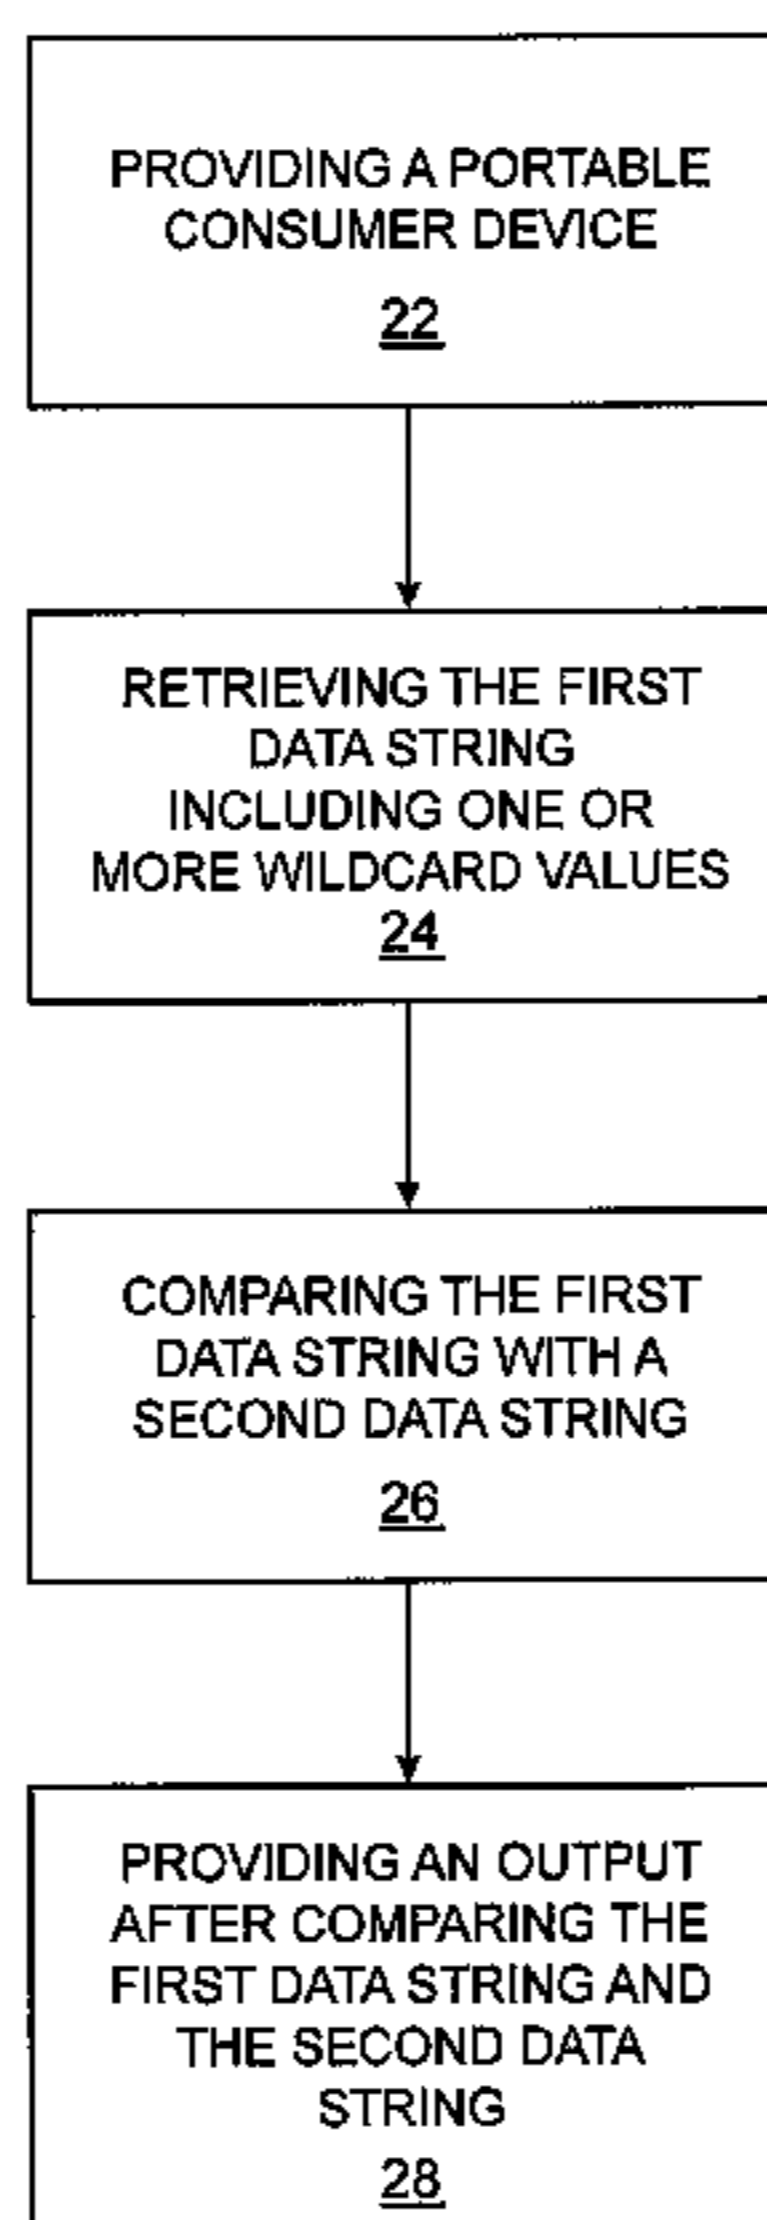 PROVIDING A PORTABLE
CONSUMER DEVICE
22
RETRIEVING THE FIRST
DATA STRING
INCLUDING ONE OR
MORE WILDCARD VALUES
24
COMPARING THE FIRST
DATA STRING WITH A
SECOND DATA STRING
26
PROVIDING AN OUTPUT
AFTER COMPARING THE
FIRST DATA STRING AND
THE SECOND DATA
STRING
28